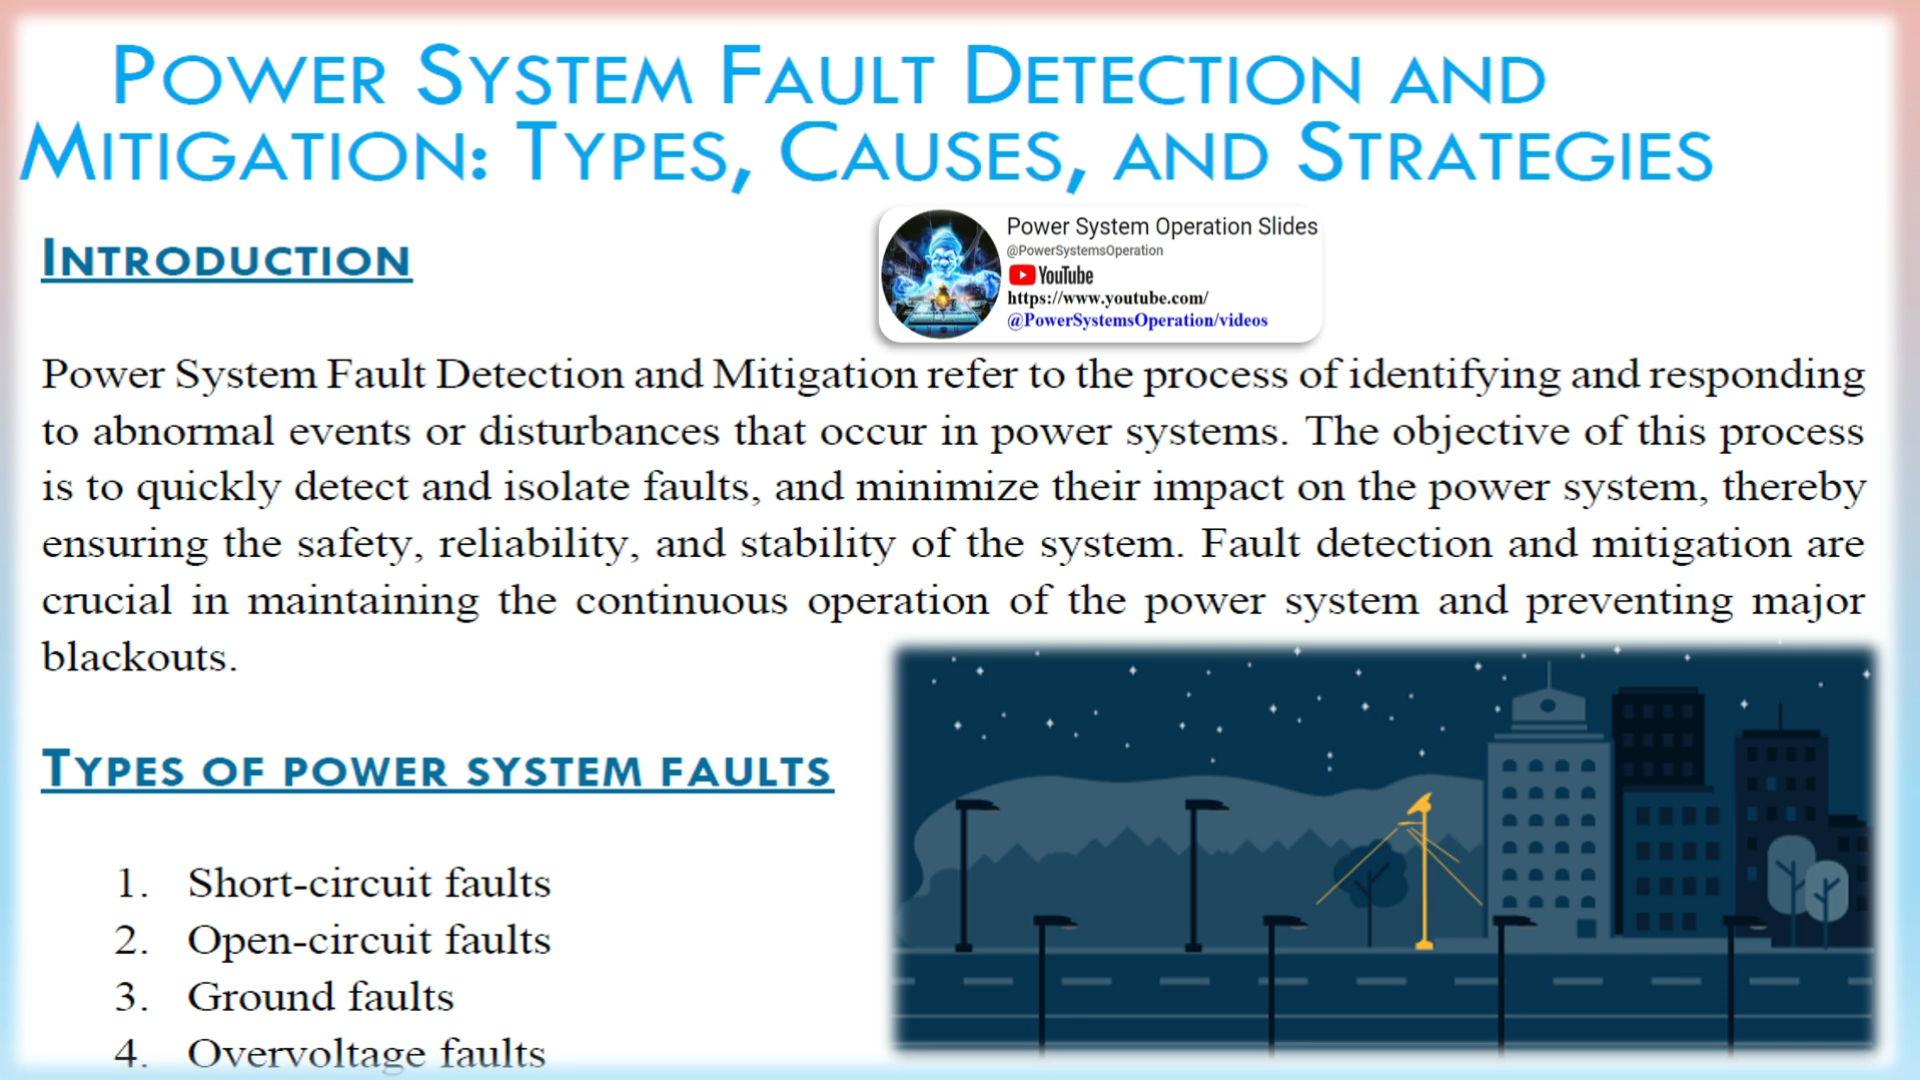 Power System Fault Detection and
Mitigation: Types, Causes, and Strategies
Introduction
Power System Operation Slides
@PowerSystemsOperation
YouTube
https://www.youtube.com/
@PowerSystemsOperation/videos
Power System Fault Detection and Mitigation refer to the process of identifying and responding
to abnormal events or disturbances that occur in power systems. The objective of this process
is to quickly detect and isolate faults, and minimize their impact on the power system, thereby
ensuring the safety, reliability, and stability of the system. Fault detection and mitigation are
crucial in maintaining the continuous operation of the power system and preventing major
blackouts.
Types of power system faults
1. Short-circuit faults
2. Open-circuit faults
3. Ground faults
4. Overvoltage faults